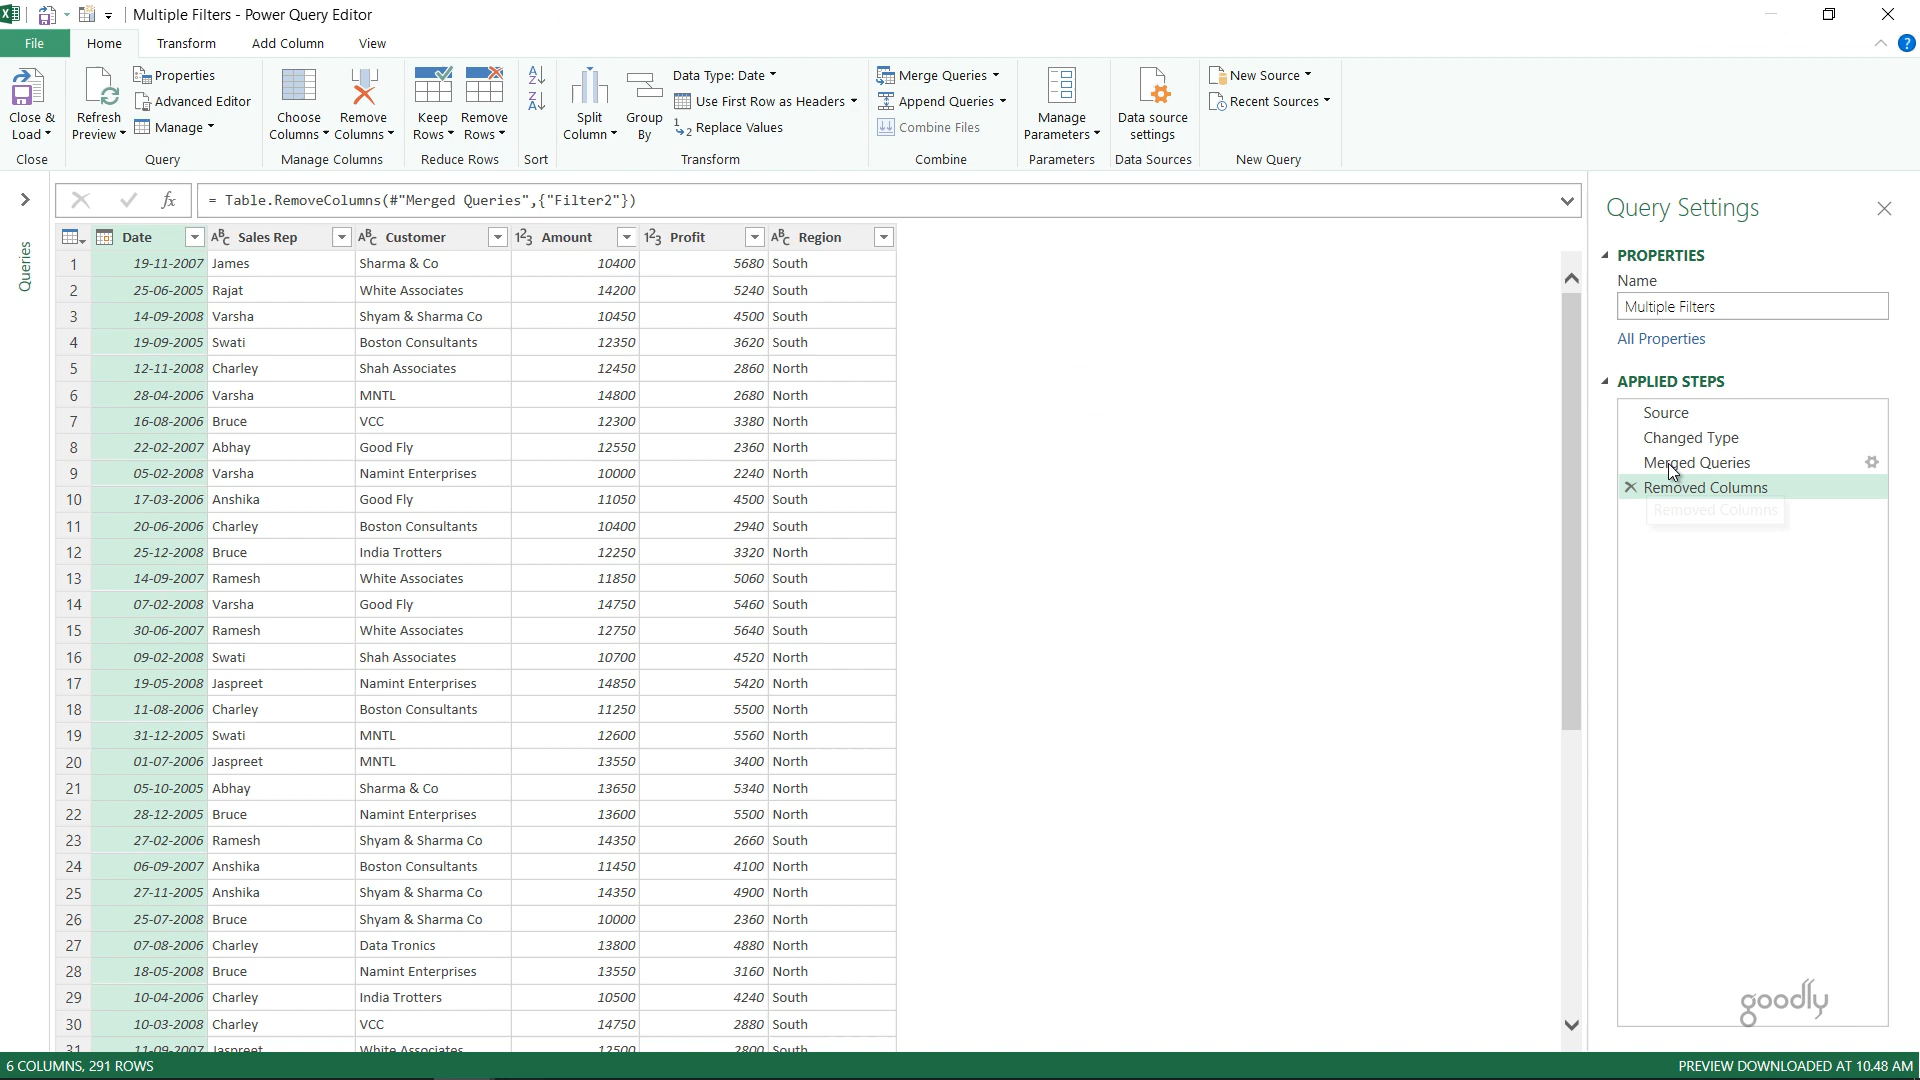 Multiple Filters - Power Query Editor
File Home Transform Add Column View
Close & Load
Close
Refresh Preview
Properties
Advanced Editor
Manage
Query
Choose Columns
Remove Columns
Manage Columns
Keep Rows
Remove Rows
Reduce Rows
Sort
Split Column
Group By
Data Type: Date
Use First Row as Headers
Replace Values
Transform
Merge Queries
Append Queries
Combine Files
Combine
Manage Parameters
Parameters
Data source settings
Data Sources
New Source
Recent Sources
New Query
Queries
fx = Table.RemoveColumns(#"Merged Queries",{"Filter2"})
Date ABC Sales Rep ABC Customer 123 Amount 123 Profit ABC Region
1 19-11-2007 James Sharma & Co 10400 5680 South
2 25-06-2005 Rajat White Associates 14200 5240 South
3 14-09-2008 Varsha Shyam & Sharma Co 10450 4500 South
4 19-09-2005 Swati Boston Consultants 12350 3620 South
5 12-11-2008 Charley Shah Associates 12450 2860 North
6 28-04-2006 Varsha MNTL 14800 2680 North
7 16-08-2006 Bruce VCC 12300 3380 North
8 22-02-2007 Abhay Good Fly 12550 2360 North
9 05-02-2008 Varsha Namint Enterprises 10000 2240 North
10 17-03-2006 Anshika Good Fly 11050 4500 South
11 20-06-2006 Charley Boston Consultants 10400 2940 South
12 25-12-2008 Bruce India Trotters 12250 3320 North
13 14-09-2007 Ramesh White Associates 11850 5060 South
14 07-02-2008 Varsha Good Fly 14750 5460 South
15 30-06-2007 Ramesh White Associates 12750 5640 South
16 09-02-2008 Swati Shah Associates 10700 4520 North
17 19-05-2008 Jaspreet Namint Enterprises 14850 5420 North
18 11-08-2006 Charley Boston Consultants 11250 5500 North
19 31-12-2005 Swati MNTL 12600 5560 North
20 01-07-2006 Jaspreet MNTL 13550 3400 North
21 05-10-2005 Abhay Sharma & Co 13650 5340 North
22 28-12-2005 Bruce Namint Enterprises 13600 5500 North
23 27-02-2006 Ramesh Shyam & Sharma Co 14350 2660 South
24 06-09-2007 Anshika Boston Consultants 11450 4100 North
25 27-11-2005 Anshika Shyam & Sharma Co 14350 4900 North
26 25-07-2008 Bruce Shyam & Sharma Co 10000 2360 North
27 07-08-2006 Charley Data Tronics 13800 4880 North
28 18-05-2008 Bruce Namint Enterprises 13550 3160 North
29 10-04-2006 Charley India Trotters 10500 4240 South
30 10-03-2008 Charley VCC 14750 2880 South
31 11-09-2007 Jaspreet White Associates 12500 2800 South
Query Settings
PROPERTIES
Name
Multiple Filters
All Properties
APPLIED STEPS
Source
Changed Type
Merged Queries
Removed Columns
Removed Columns
goodly
6 COLUMNS, 291 ROWS
PREVIEW DOWNLOADED AT 10.48 AM